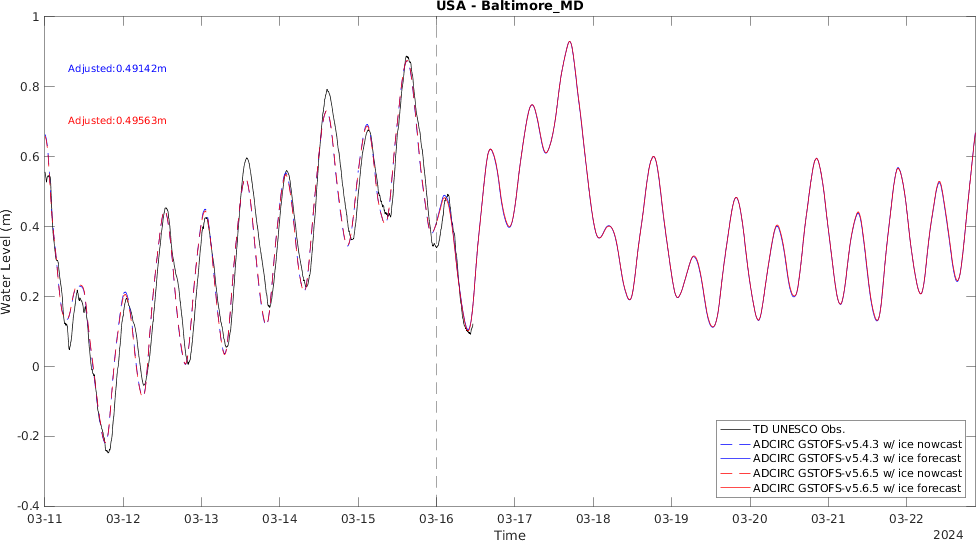 USA - Baltimore_MD
1
Adjusted:0.49142m
0.8
Adjusted:0.49563m
0.6
0.4
Water Level (m)
0.2
0
-0.2
TD UNESCO Obs.
ADCIRC GSTOFS-v5.4.3 w/ ice nowcast
ADCIRC GSTOFS-v5.4.3 w/ ice forecast
ADCIRC GSTOFS-v5.6.5 w/ ice nowcast
ADCIRC GSTOFS-v5.6.5 w/ ice forecast
-0.4
03-11 03-12 03-13 03-14 03-15 03-16 03-17 03-18 03-19 03-20 03-21 03-22
Time
2024